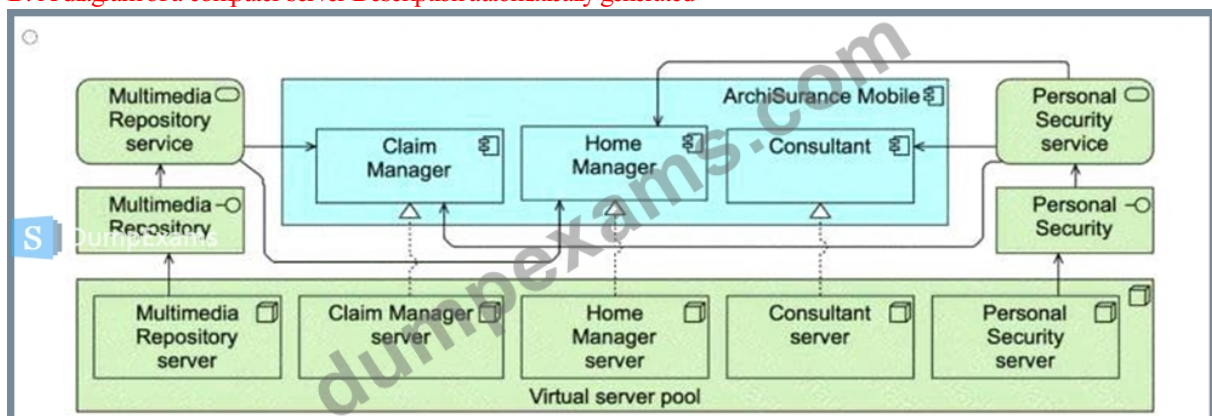 Multimedia
Repository
service
ArchiSurance Mobile
Personal
Security
service
Claim
Manager
Home
Manager
Consultant
Multimedia
Repository
Personal
Security
S DumpExams
Multimedia
Repository
server
Claim Manager
server
Home
Manager
server
Consultant
server
Personal
Security
server
Virtual server pool
dumpexams.com